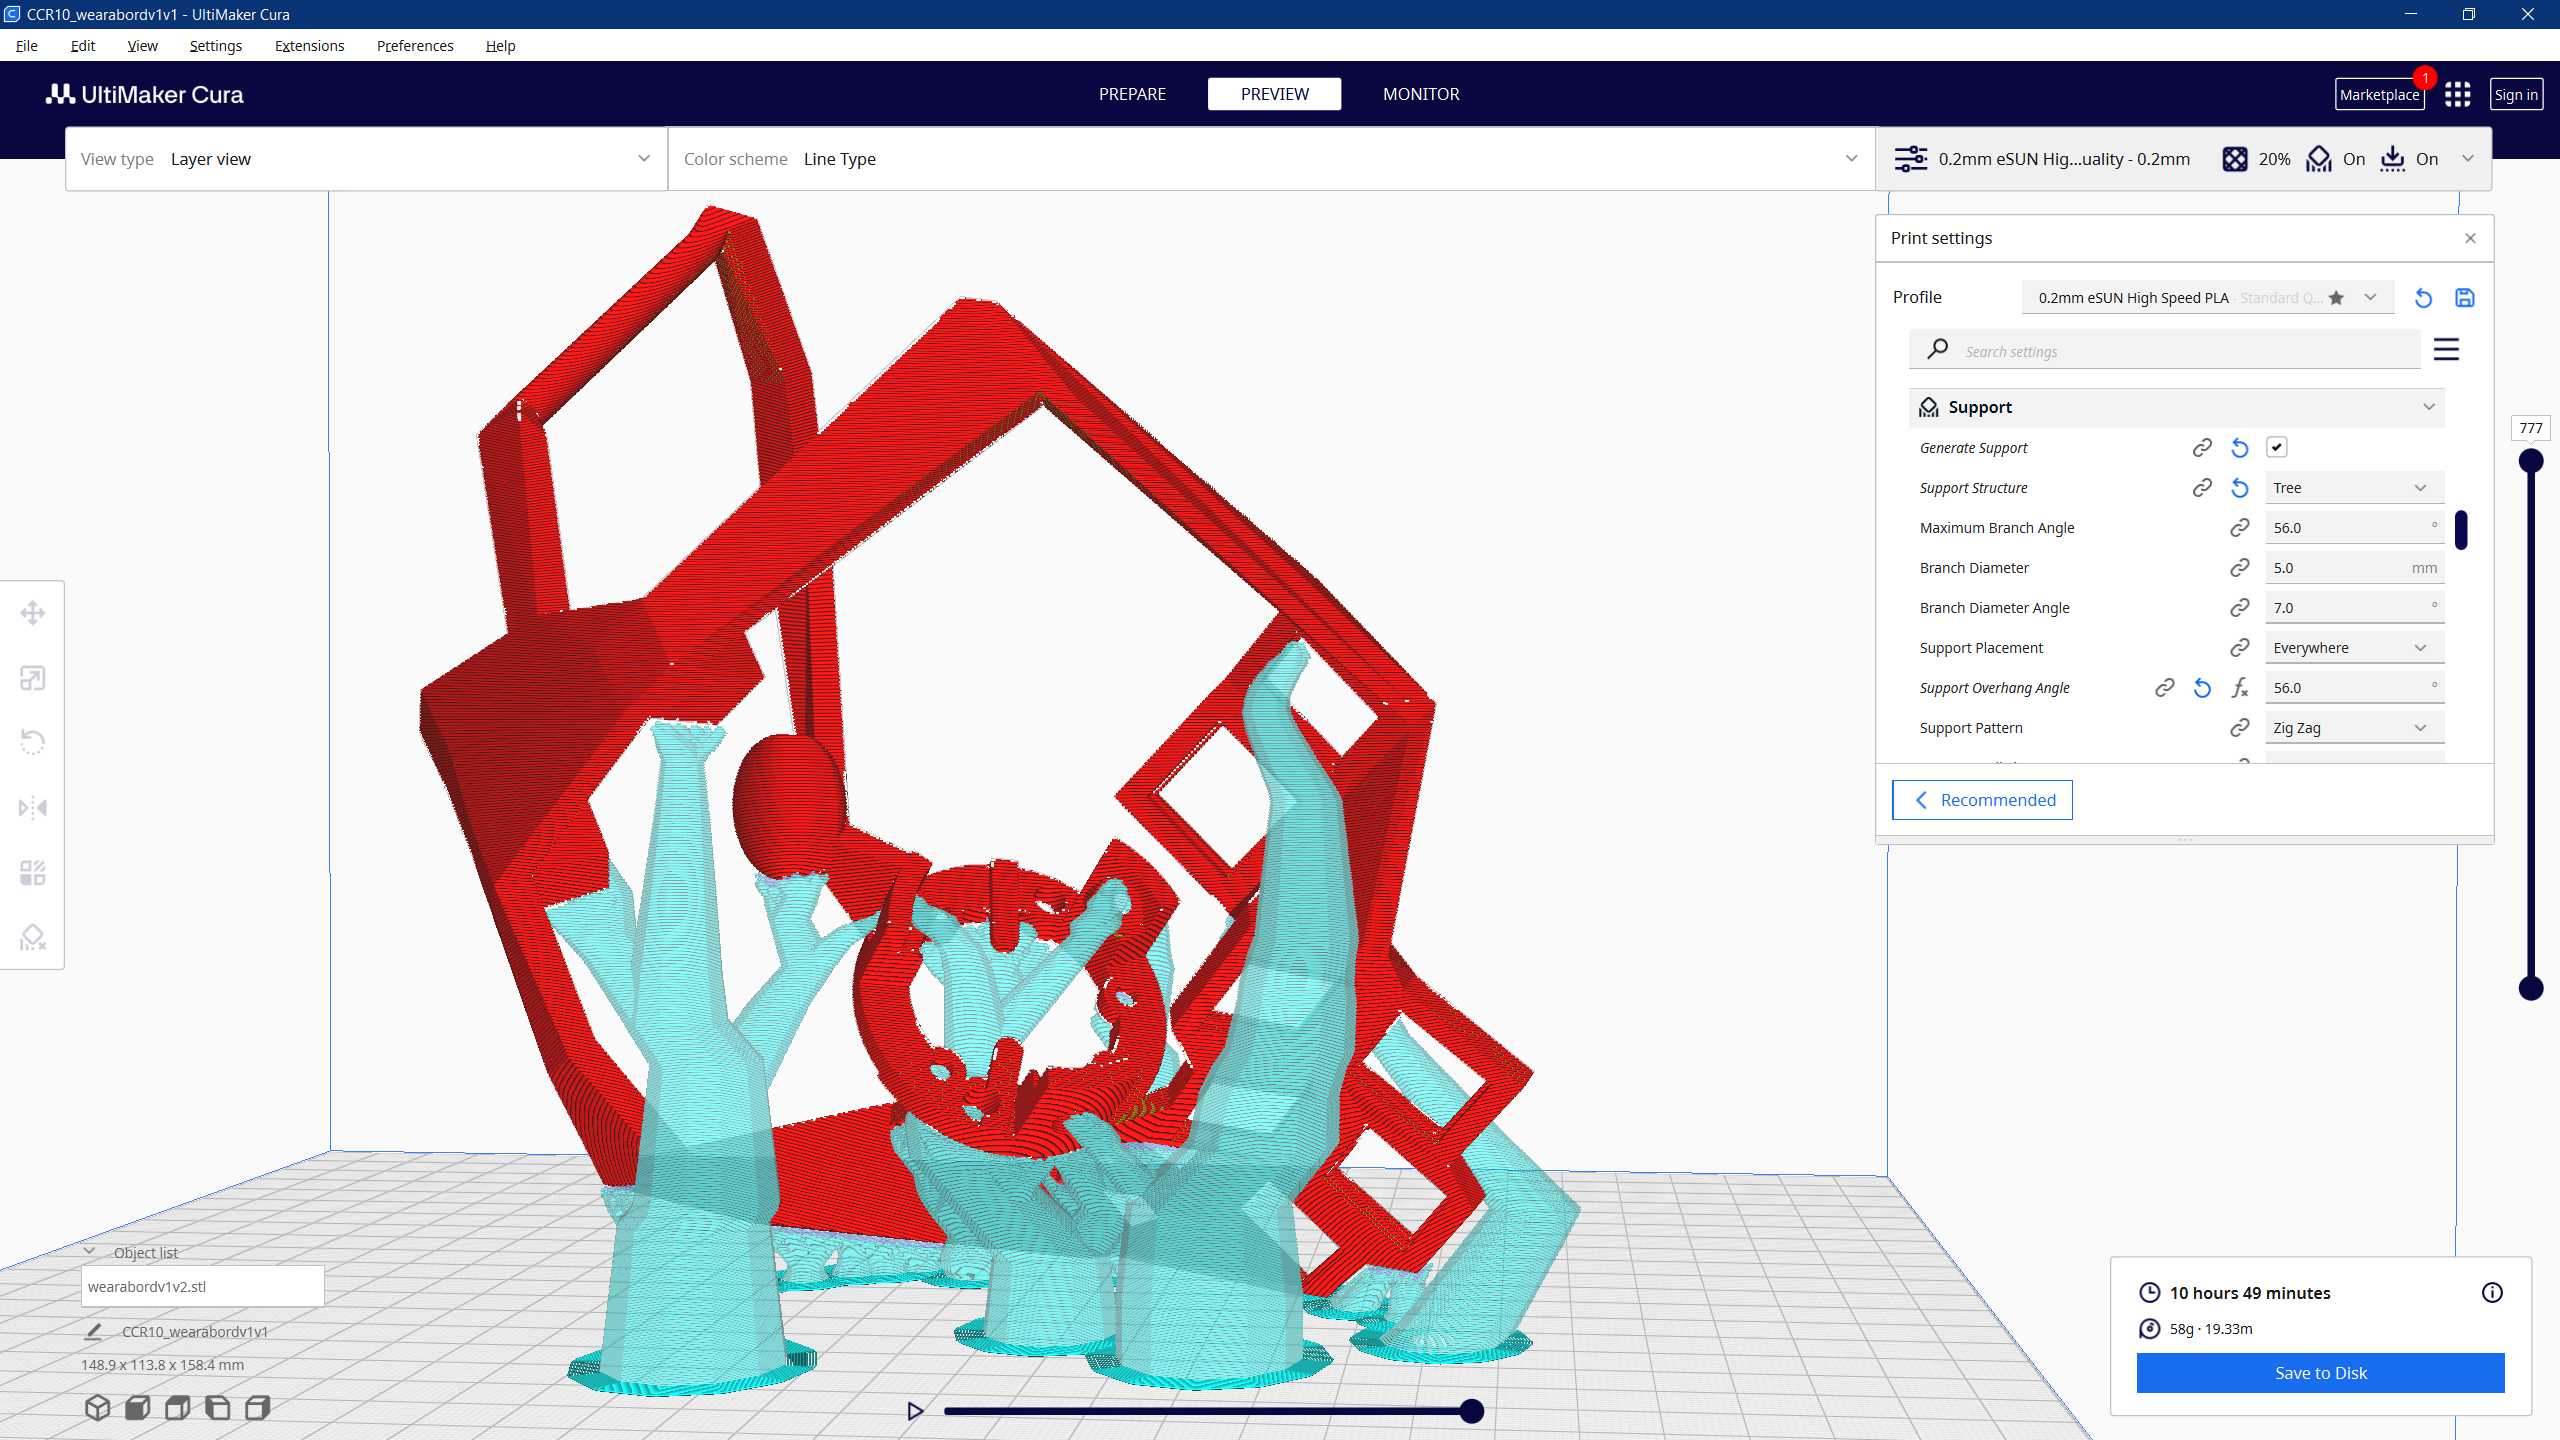 CCR10_wearabordv1v1 - UltiMaker Cura
File Edit View Settings Extensions Preferences Help
UltiMaker Cura
PREPARE PREVIEW MONITOR
Marketplace 1 Sign in
View type Layer view
Color scheme Line Type
0.2mm eSUN Hig...uality - 0.2mm 20% On On
Print settings
Profile 0.2mm eSUN High Speed PLA - Standard Q...
Search settings
Support
Generate Support
Support Structure Tree
Maximum Branch Angle 56.0 °
Branch Diameter 5.0 mm
Branch Diameter Angle 7.0 °
Support Placement Everywhere
Support Overhang Angle 56.0 °
Support Pattern Zig Zag
Recommended
777
Object list
wearabordv1v2.stl
CCR10_wearabordv1v1
148.9 x 113.8 x 158.4 mm
10 hours 49 minutes
58g · 19.33m
Save to Disk